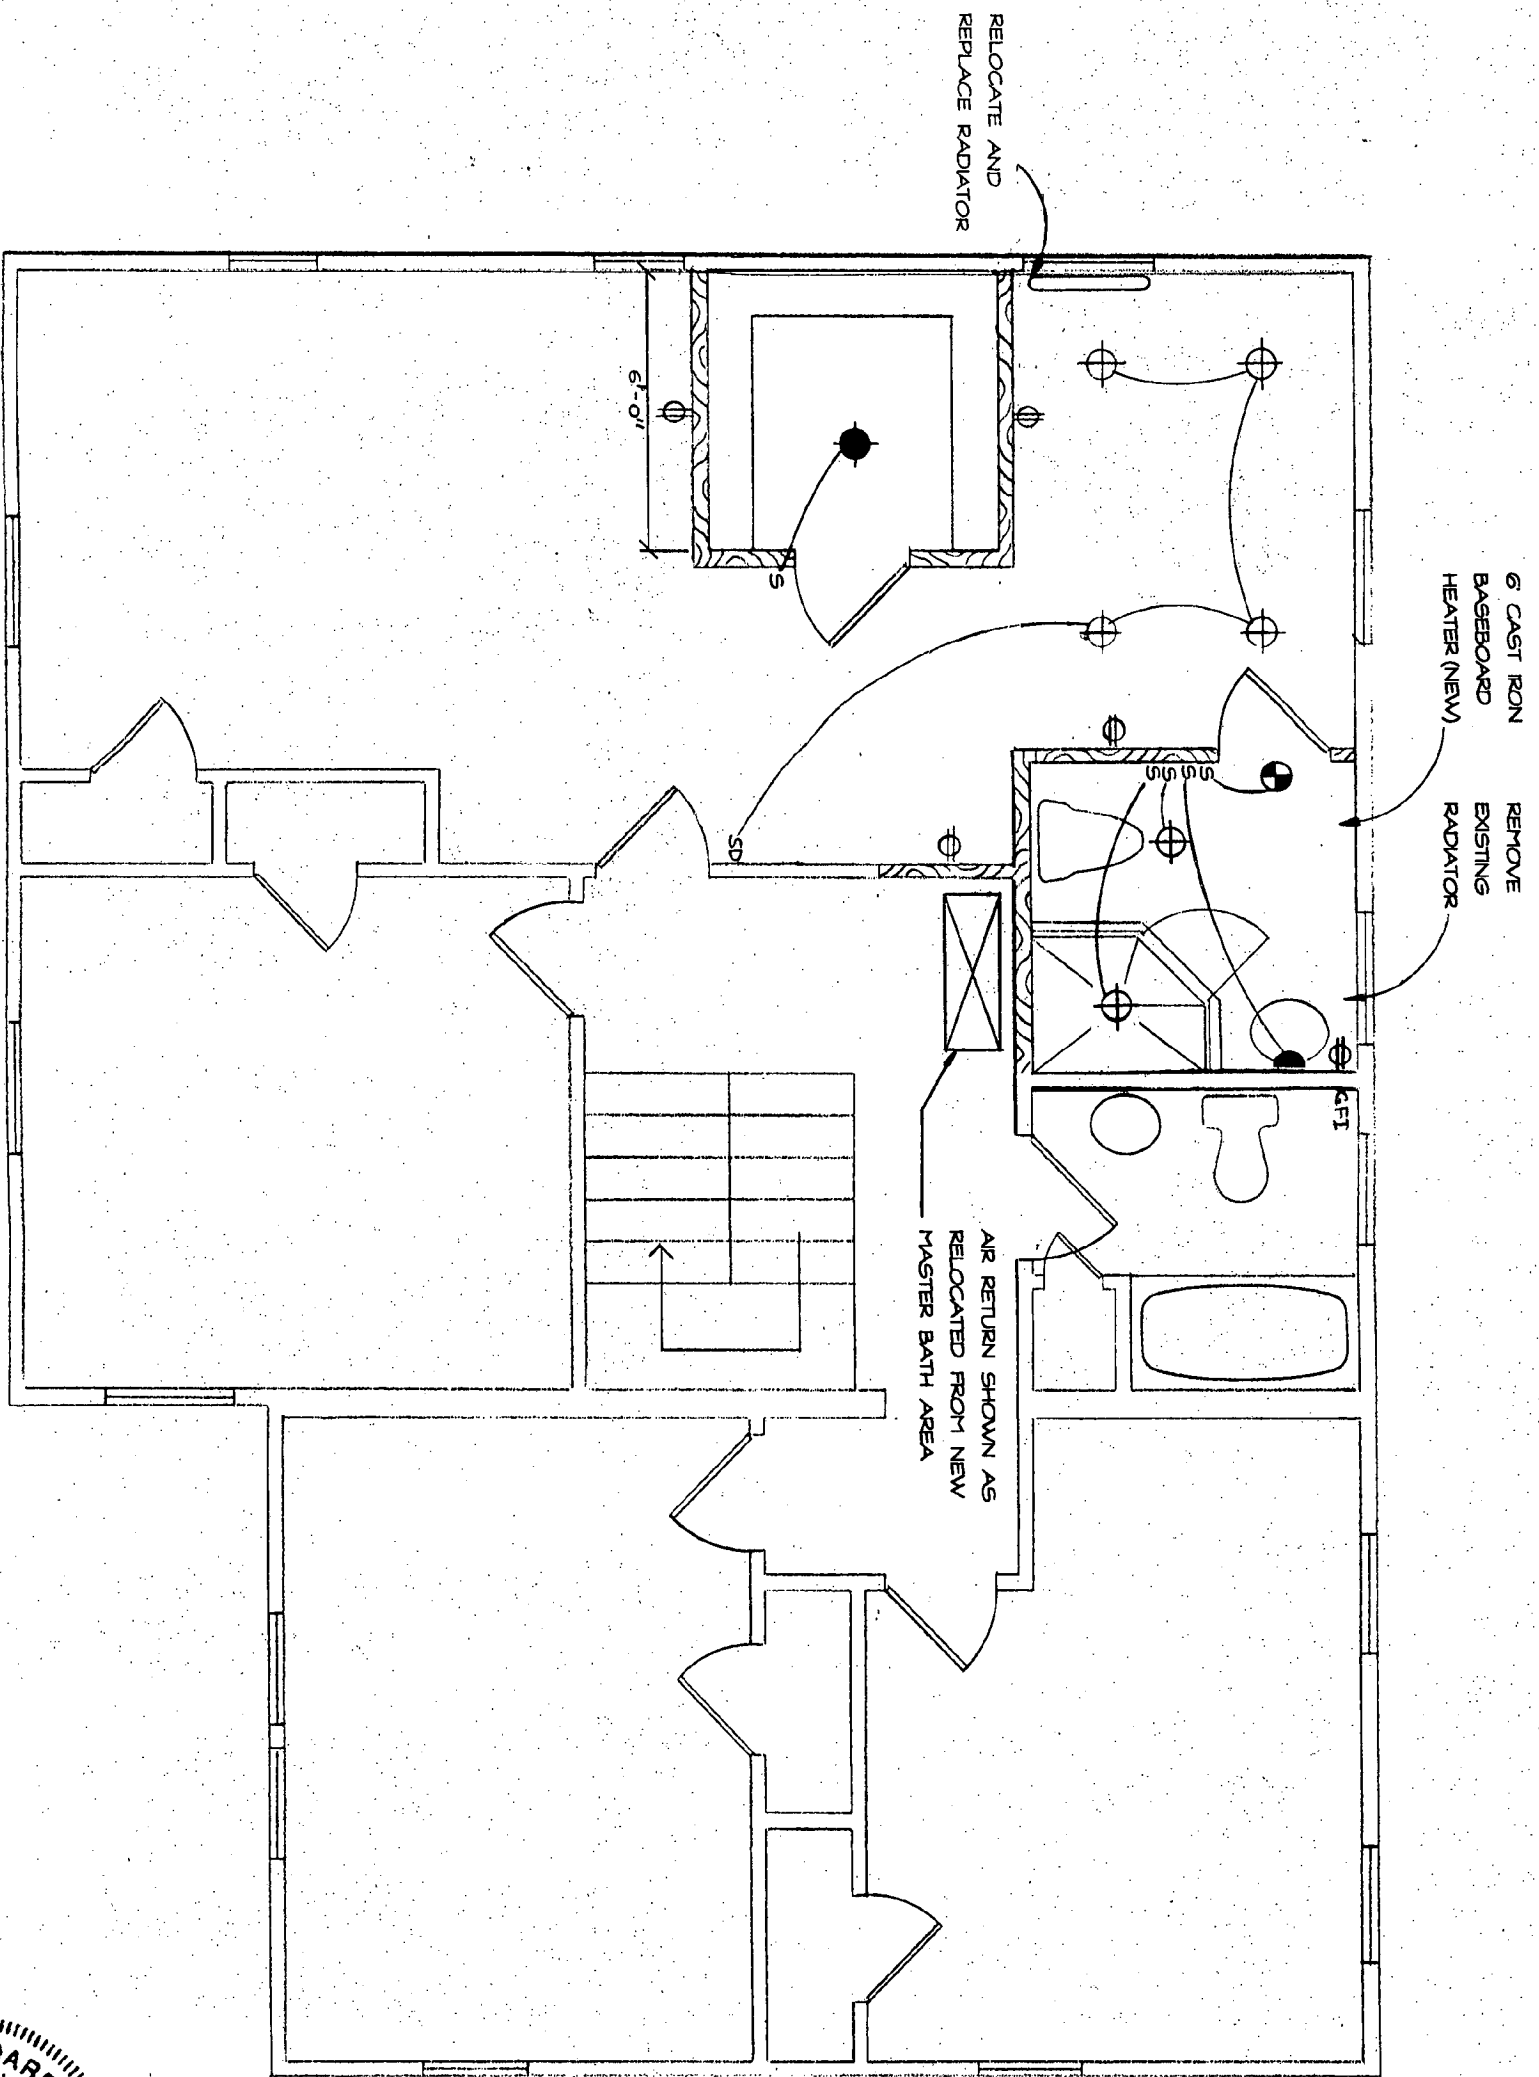 6' CAST IRON
BASEBOARD
HEATER (NEW)
REMOVE
EXISTING
RADIATOR
RELOCATE AND
REPLACE RADIATOR
GFI
S
S
S
S
SD
S
6'-0"
AIR RETURN SHOWN AS
RELOCATED FROM NEW
MASTER BATH AREA